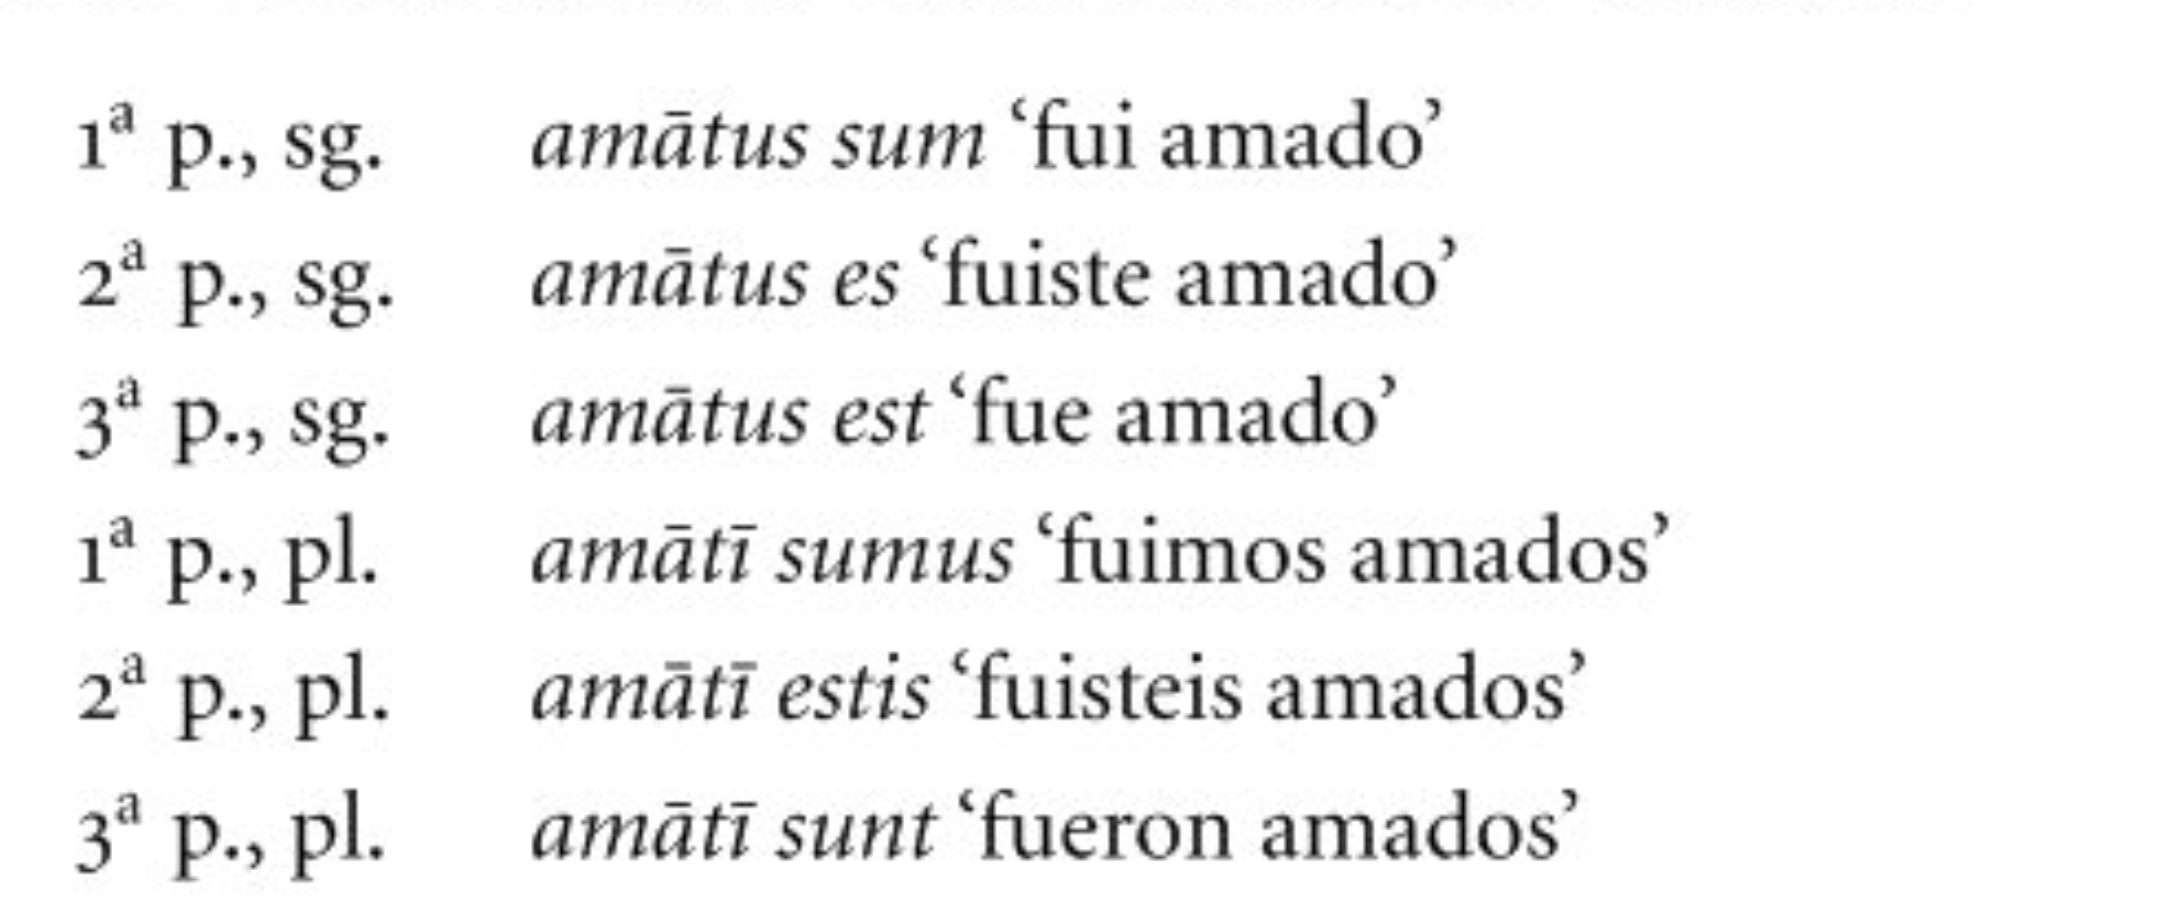 1ª p., sg. amātus sum ‘fui amado’
2ª p., sg. amātus es ‘fuiste amado’
3ª p., sg. amātus est ‘fue amado’
1ª p., pl. amātī sumus ‘fuimos amados’
2ª p., pl. amātī estis ‘fuisteis amados’
3ª p., pl. amātī sunt ‘fueron amados’